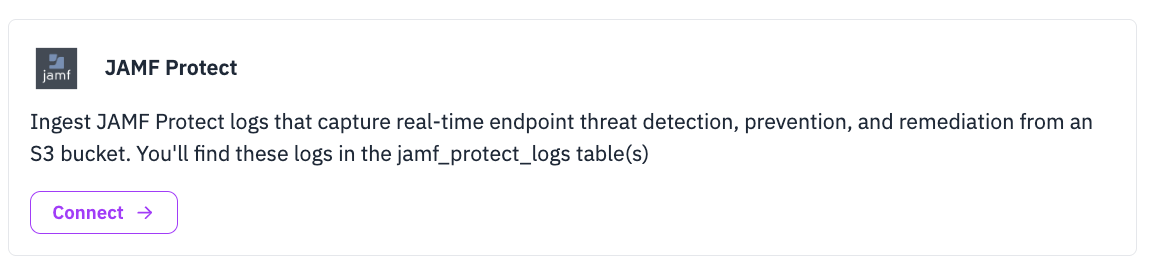 jamf
JAMF Protect
Ingest JAMF Protect logs that capture real-time endpoint threat detection, prevention, and remediation from an
S3 bucket. You'll find these logs in the jamf_protect_logs table(s)
Connect →